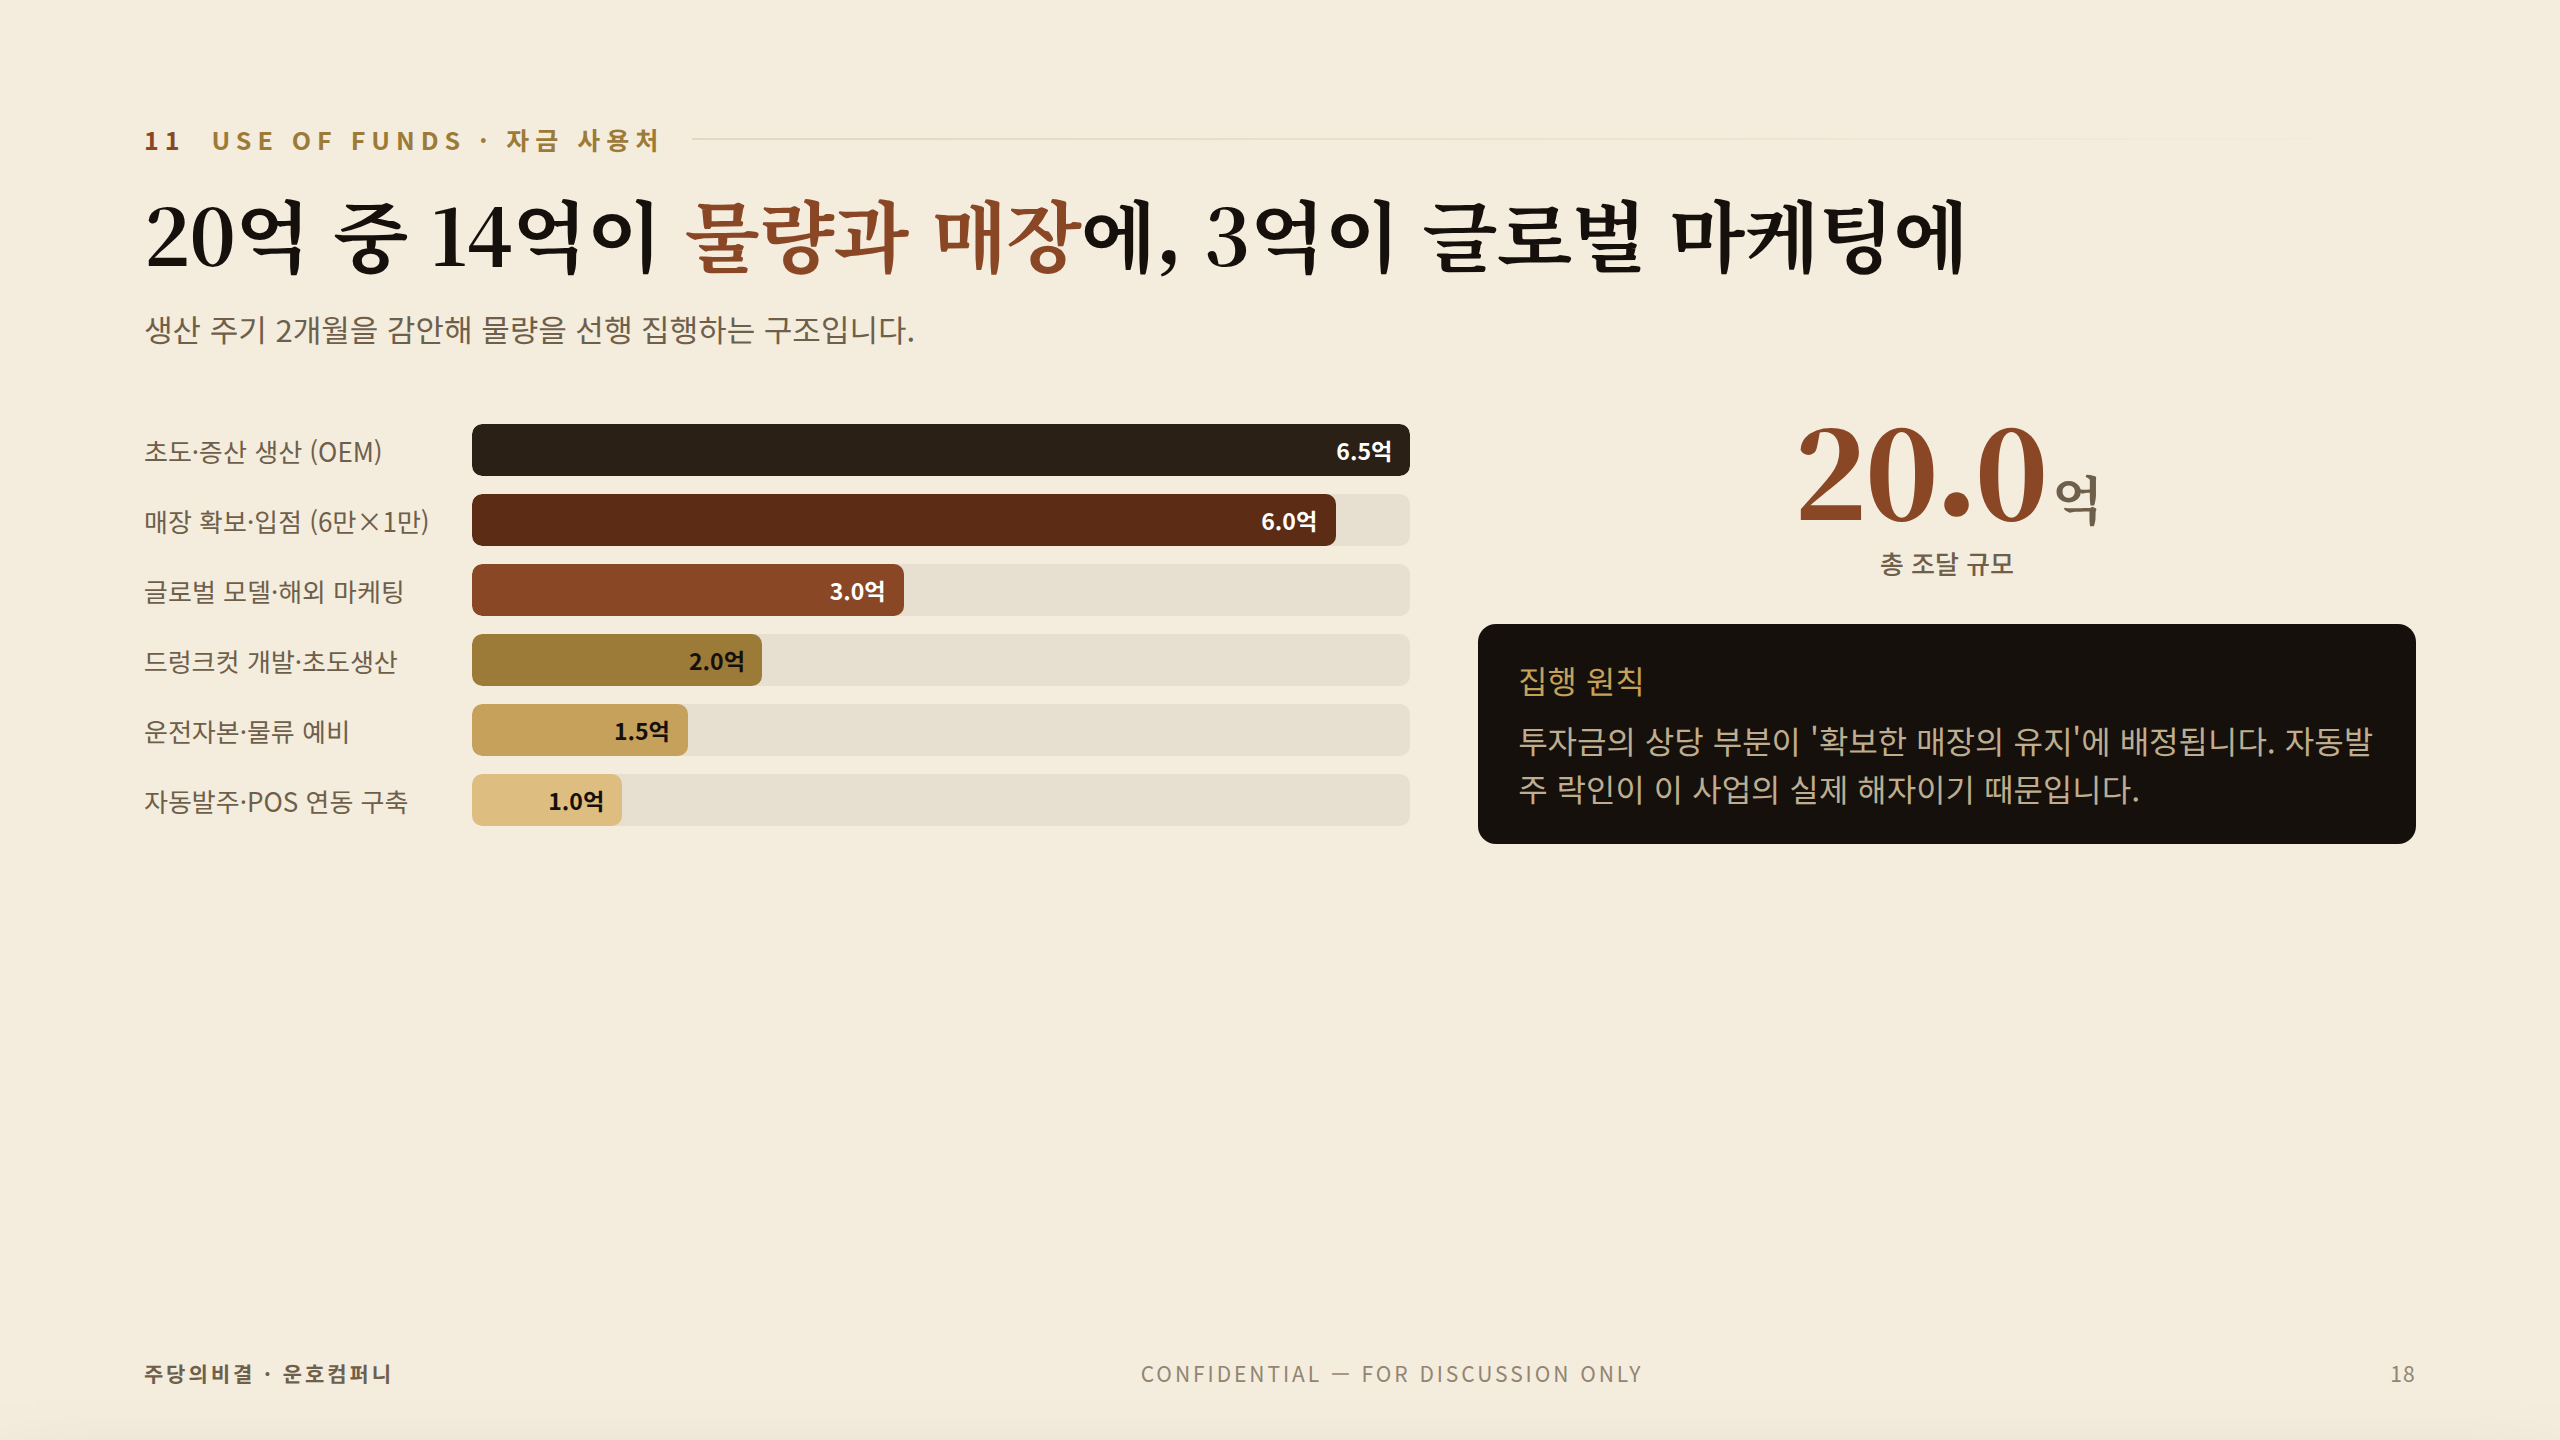 11 USE OF FUNDS · 자금 사용처
20억 중 14억이 물량과 매장에, 3억이 글로벌 마케팅에
생산 주기 2개월을 감안해 물량을 선행 집행하는 구조입니다.
초도·증산 생산 (OEM) 6.5억
매장 확보·입점 (6만×1만) 6.0억
글로벌 모델·해외 마케팅 3.0억
드렁크컷 개발·초도생산 2.0억
운전자본·물류 예비 1.5억
자동발주·POS 연동 구축 1.0억
20.0억
총 조달 규모
집행 원칙
투자금의 상당 부분이 '확보한 매장의 유지'에 배정됩니다. 자동발
주 락인이 이 사업의 실제 해자이기 때문입니다.
주당의비결 · 운호컴퍼니
CONFIDENTIAL — FOR DISCUSSION ONLY
18